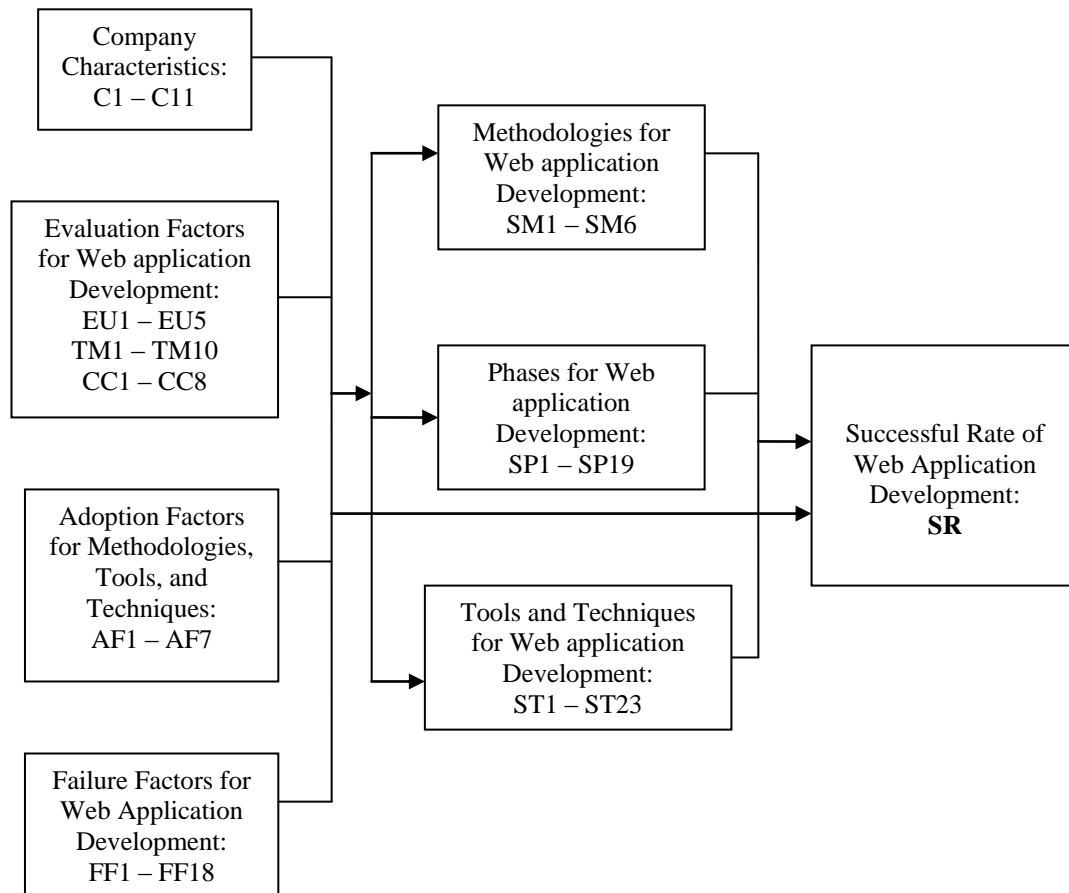 Company
Characteristics:
C1 – C11
Evaluation Factors
for Web application
Development:
EU1 – EU5
TM1 – TM10
CC1 – CC8
Adoption Factors
for Methodologies,
Tools, and
Techniques:
AF1 – AF7
Failure Factors for
Web Application
Development:
FF1 – FF18
Methodologies for
Web application
Development:
SM1 – SM6
Phases for Web
application
Development:
SP1 – SP19
Tools and Techniques
for Web application
Development:
ST1 – ST23
Successful Rate of
Web Application
Development:
SR